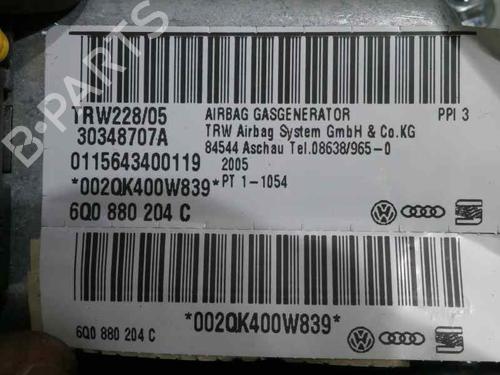 B-PARTS
TRW228/05
30348707A
0115643400119
*002QK400W839*
6Q0 880 204 C
AIRBAG GASGENERATOR PPI 3
TRW Airbag System GmbH & Co.KG
84544 Aschau Tel.08638/965-0
2005
PT 1-1054
6Q0 880 204 C
*002QK400W839*